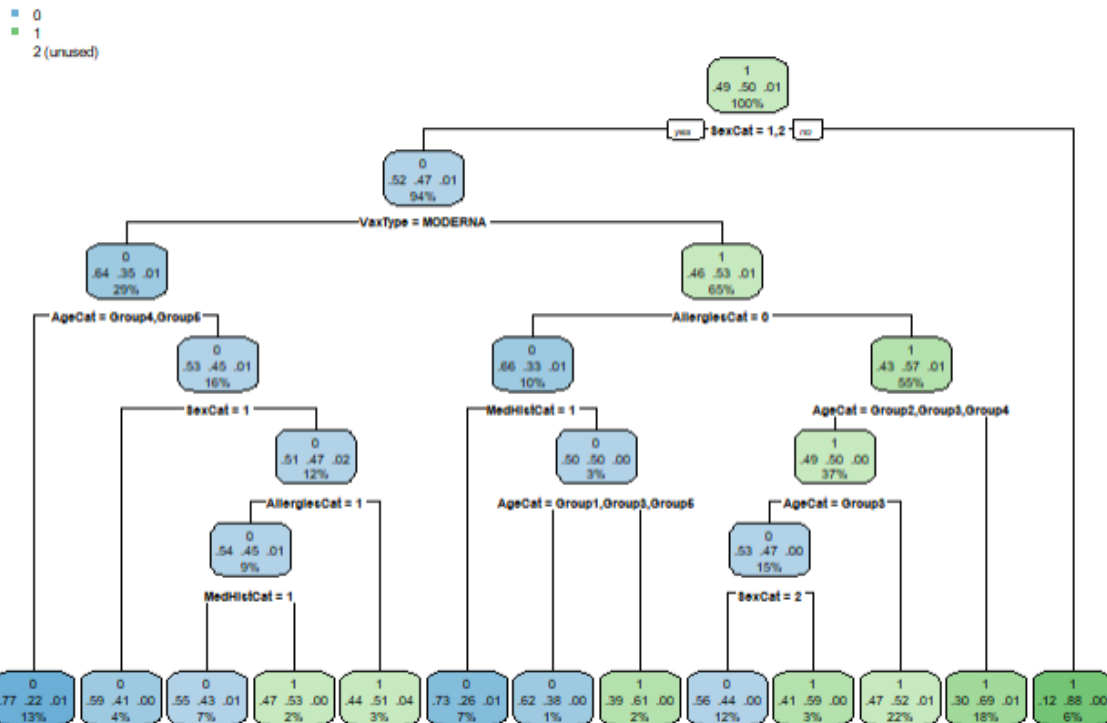 0
1
2 (unused)
1
.49 .50 .01
100%
yes SexCat = 1,2 no
0
.52 .47 .01
94%
VaxType = MODERNA
0
.64 .35 .01
29%
1
.46 .53 .01
65%
AgeCat = Group4,Group5
AllergiesCat = 0
0
.53 .45 .01
16%
0
.66 .33 .01
10%
1
.43 .57 .01
55%
SexCat = 1
MedHistCat = 1
AgeCat = Group2,Group3,Group4
0
.51 .47 .02
12%
0
.50 .50 .00
3%
1
.49 .50 .00
37%
AllergiesCat = 1
AgeCat = Group1,Group3,Group5
AgeCat = Group3
0
.54 .45 .01
9%
0
.53 .47 .00
15%
MedHistCat = 1
SexCat = 2
0
.77 .22 .01
13%
0
.59 .41 .00
4%
0
.55 .43 .01
7%
1
.47 .53 .00
2%
1
.44 .51 .04
3%
0
.73 .26 .01
7%
0
.62 .38 .00
1%
1
.39 .61 .00
2%
0
.56 .44 .00
12%
1
.41 .59 .00
3%
1
.47 .52 .01
22%
1
.30 .69 .01
18%
1
.12 .88 .00
6%